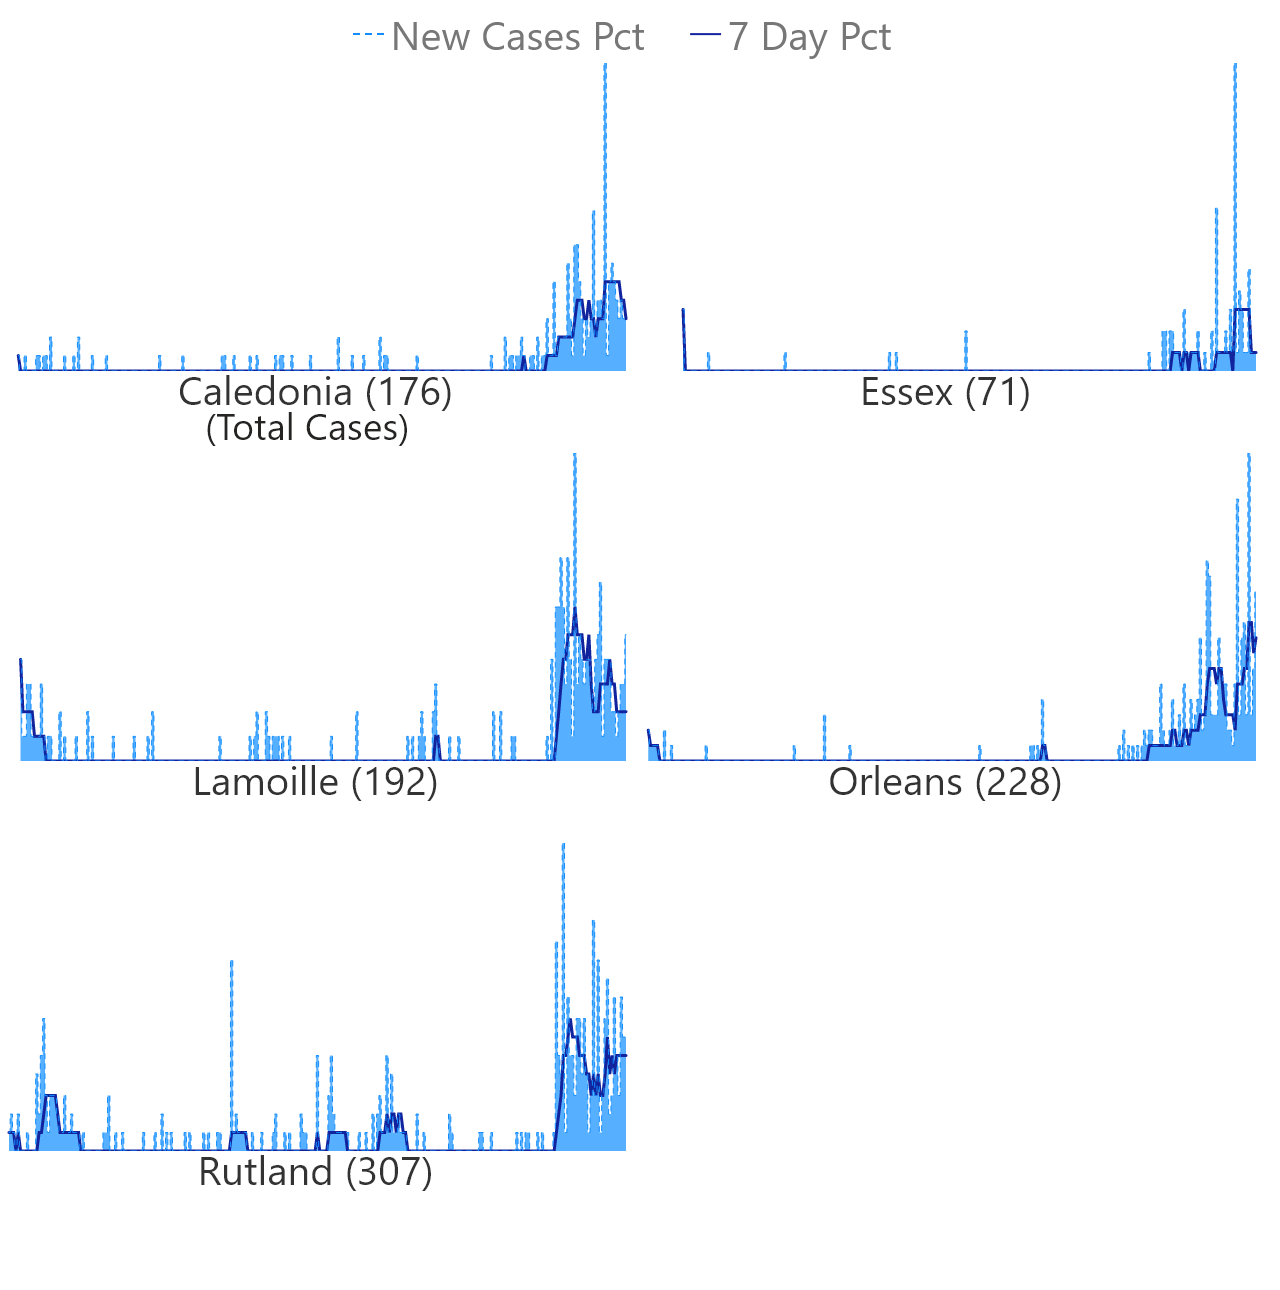 New Cases Pct 7 Day Pct
Caledonia (176) Essex (71)
(Total Cases)
Lamoille (192) Orleans (228)
Rutland (307)